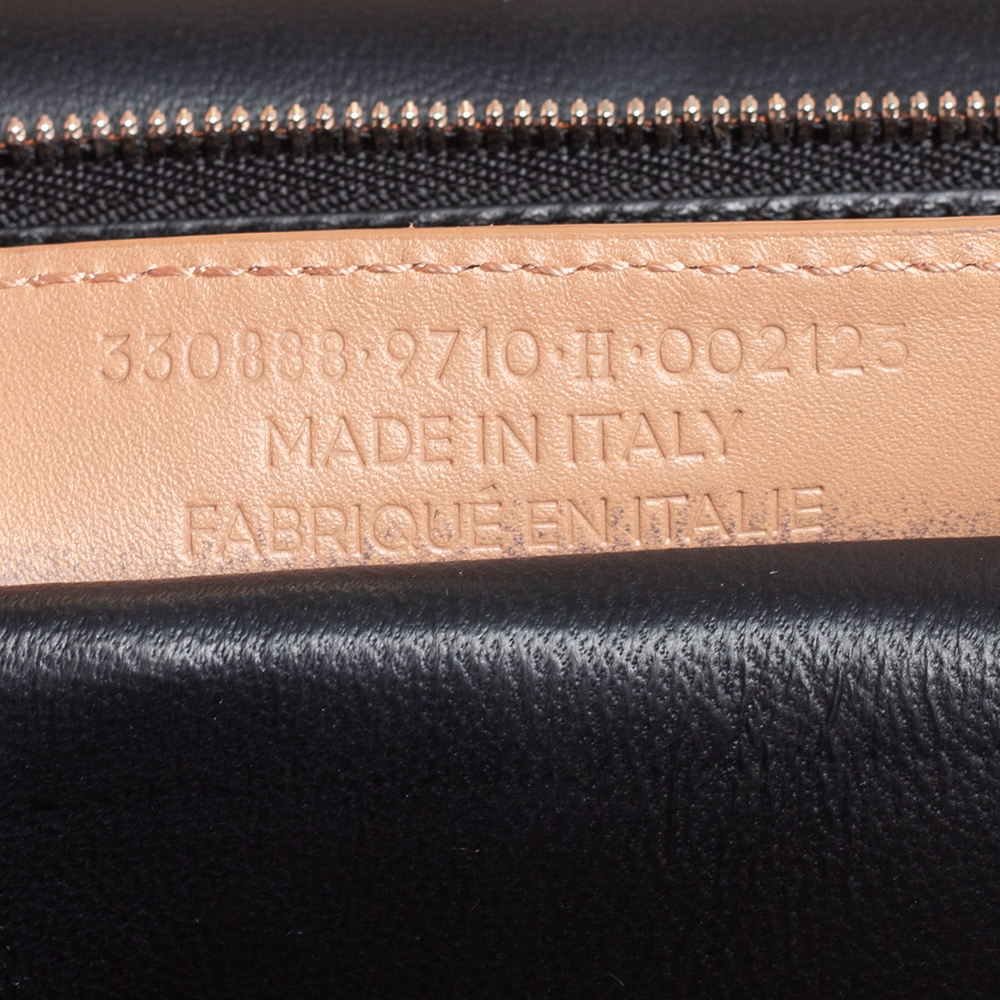 330888·9710·H·002123
MADE IN ITALY
FABRIQUÉ EN ITALIE